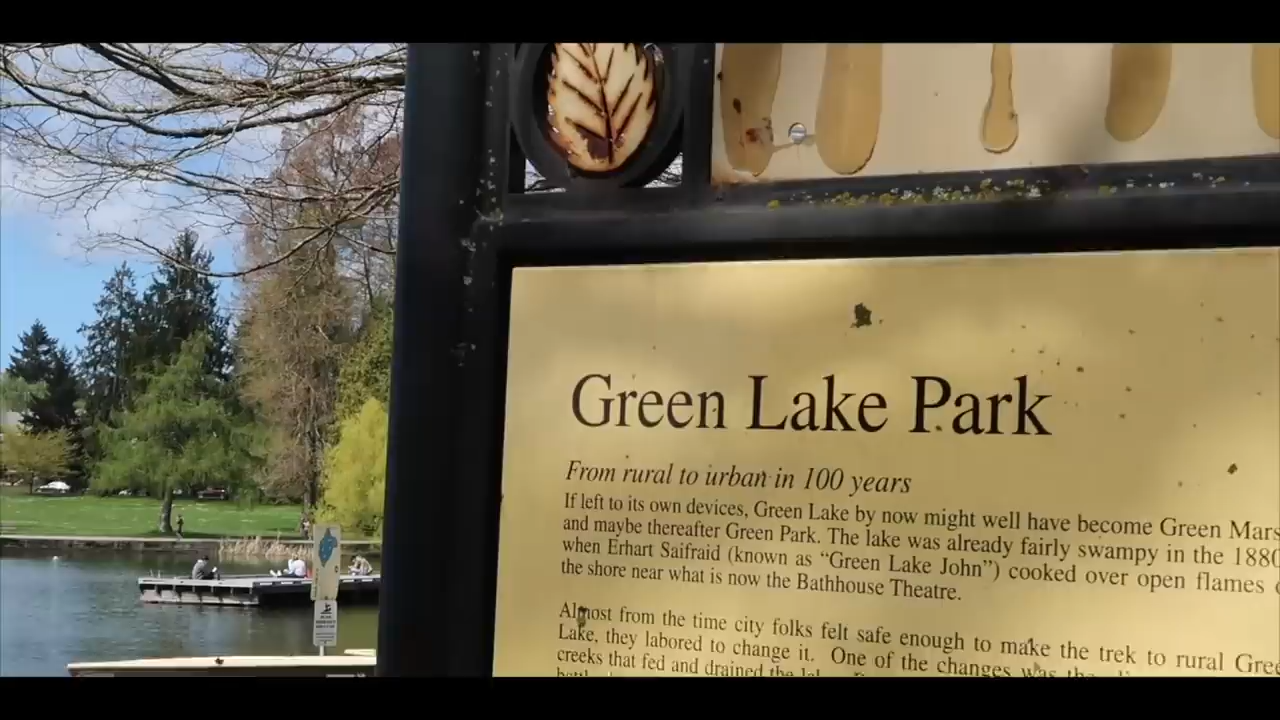 Green Lake Park
From rural to urban in 100 years
If left to its own devices, Green Lake by now might well have become Green Mars
and maybe thereafter Green Park. The lake was already fairly swampy in the 1880
when Erhart Saifraid (known as “Green Lake John”) cooked over open flames
the shore near what is now the Bathhouse Theatre.
Almost from the time city folks felt safe enough to make the trek to rural Gree
Lake, they labored to change it. One of the changes was
creeks that fed and drained the